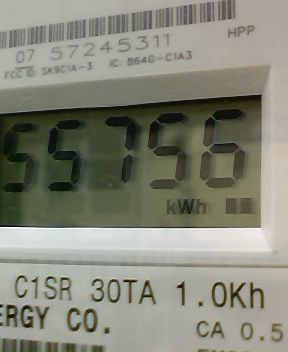 HPP
07 57245311
FCC ID: SK9C1A-3 IC: 864G-C1A3
55756
kWh
C1SR 30TA 1.0Kh
ERGY CO.
CA 0.5